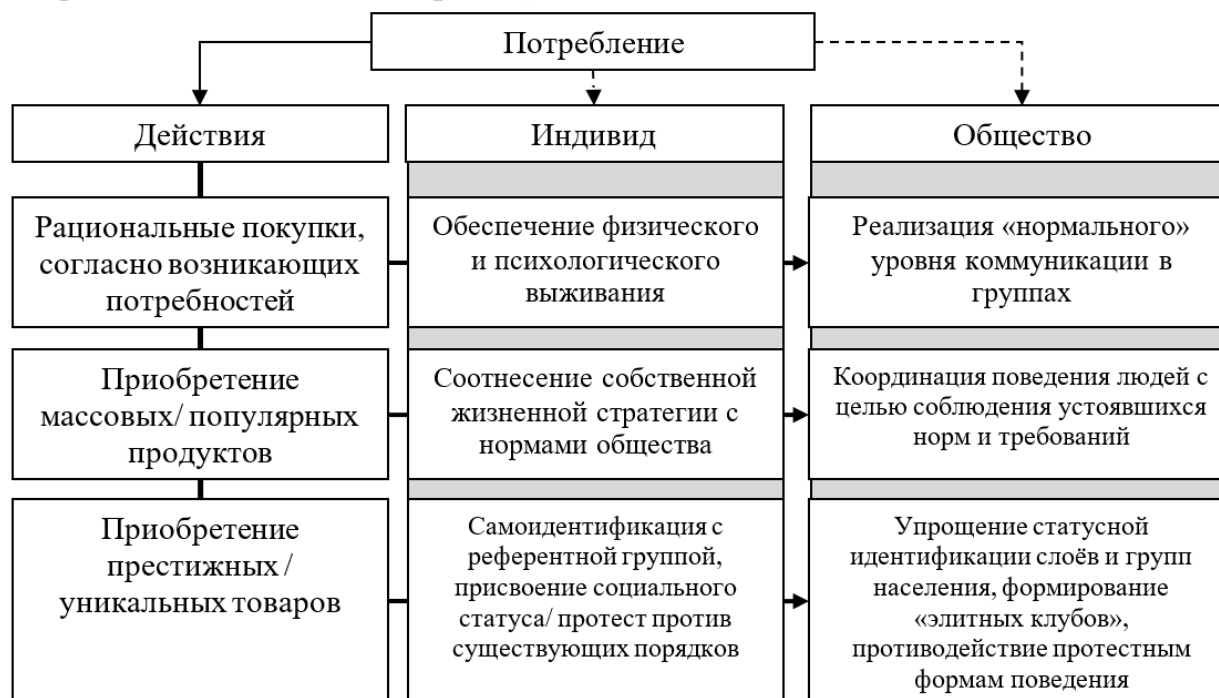 Потребление
Действия
Индивид
Общество
Рациональные покупки,
согласно возникающих
потребностей
Обеспечение физического
и психологического
выживания
Реализация «нормального»
уровня коммуникации в
группах
Приобретение
массовых/ популярных
продуктов
Соотнесение собственной
жизненной стратегии с
нормами общества
Координация поведения людей с
целью соблюдения устоявшихся
норм и требований
Приобретение
престижных /
уникальных товаров
Самоидентификация с
референтной группой,
присвоение социального
статуса/ протест против
существующих порядков
Упрощение статусной
идентификации слоёв и групп
населения, формирование
«элитных клубов»,
противодействие протестным
формам поведения